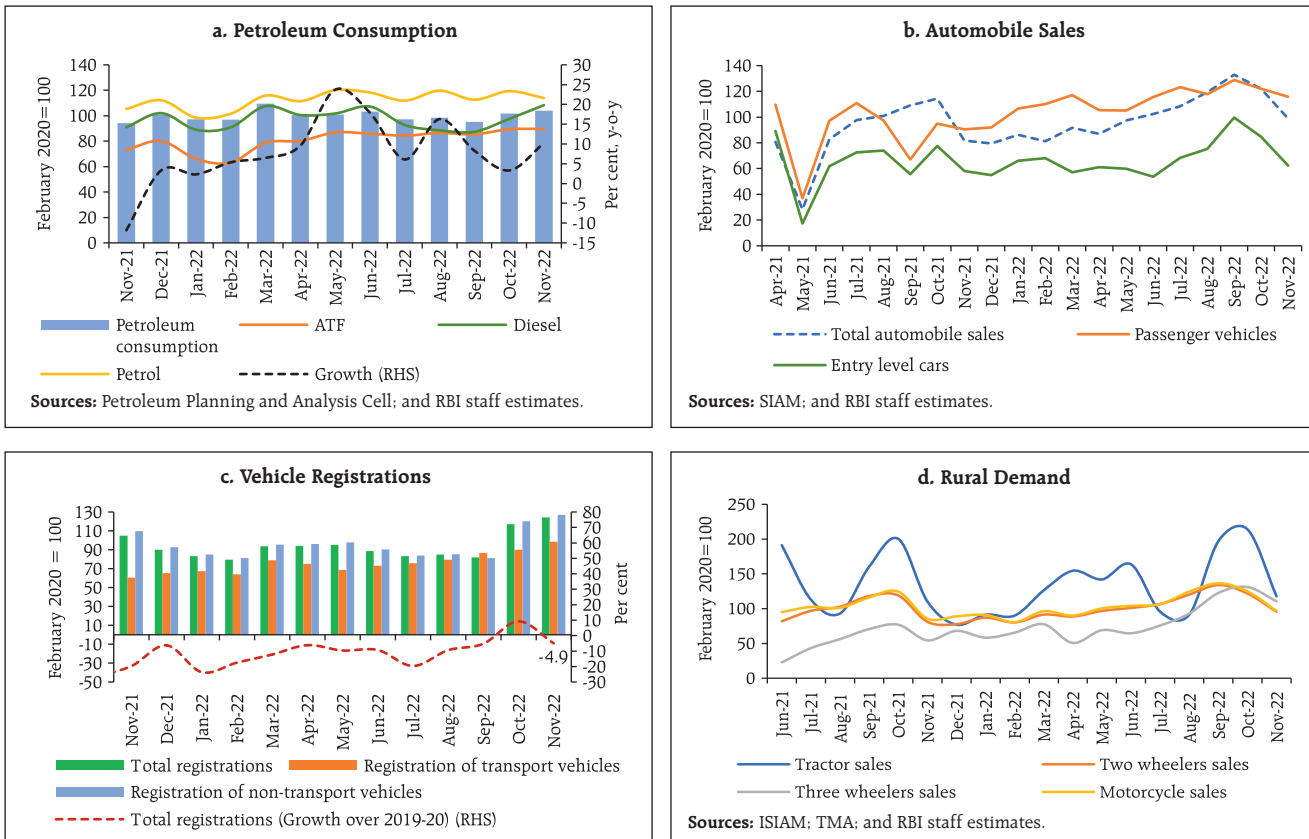 a. Petroleum Consumption
February 2020=100
140
120
100
80
60
40
20
0
30
25
20
15
10
5
0
-5
-10
-15
Per cent, y-o-y
Nov-21
Dec-21
Jan-22
Feb-22
Mar-22
Apr-22
May-22
Jun-22
Jul-22
Aug-22
Sep-22
Oct-22
Nov-22
Petroleum consumption
ATF
Diesel
Petrol
Growth (RHS)
Sources: Petroleum Planning and Analysis Cell; and RBI staff estimates.
b. Automobile Sales
February 2020=100
140
120
100
80
60
40
20
0
Apr-21
May-21
Jun-21
Jul-21
Aug-21
Sep-21
Oct-21
Nov-21
Dec-21
Jan-22
Feb-22
Mar-22
Apr-22
May-22
Jun-22
Jul-22
Aug-22
Sep-22
Oct-22
Nov-22
Total automobile sales
Passenger vehicles
Entry level cars
Sources: SIAM; and RBI staff estimates.
c. Vehicle Registrations
February 2020 = 100
130
110
90
70
50
30
10
-10
-30
-50
80
70
60
50
40
30
20
10
0
-10
-20
-30
Per cent
-4.9
Nov-21
Dec-21
Jan-22
Feb-22
Mar-22
Apr-22
May-22
Jun-22
Jul-22
Aug-22
Sep-22
Oct-22
Nov-22
Total registrations
Registration of transport vehicles
Registration of non-transport vehicles
Total registrations (Growth over 2019-20) (RHS)
d. Rural Demand
February 2020=100
250
200
150
100
50
0
Jun-21
Jul-21
Aug-21
Sep-21
Oct-21
Nov-21
Dec-21
Jan-22
Feb-22
Mar-22
Apr-22
May-22
Jun-22
Jul-22
Aug-22
Sep-22
Oct-22
Nov-22
Tractor sales
Two wheelers sales
Three wheelers sales
Motorcycle sales
Sources: ISIAM; TMA; and RBI staff estimates.